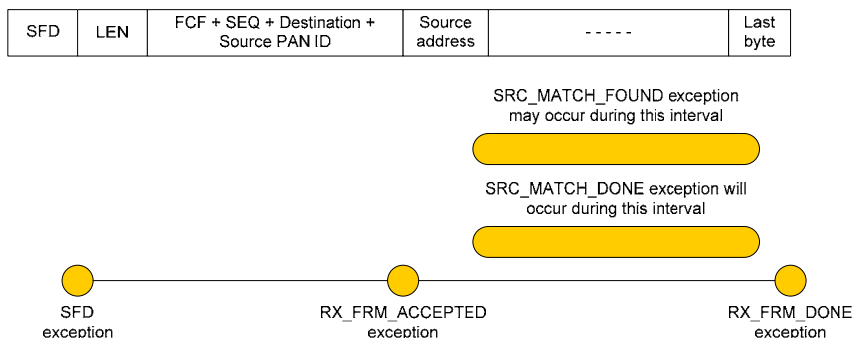 SFD
LEN
FCF + SEQ + Destination +
Source PAN ID
Source
address
- - - - -
Last
byte
SRC_MATCH_FOUND exception
may occur during this interval
SRC_MATCH_DONE exception will
occur during this interval
SFD
exception
RX_FRM_ACCEPTED
exception
RX_FRM_DONE
exception